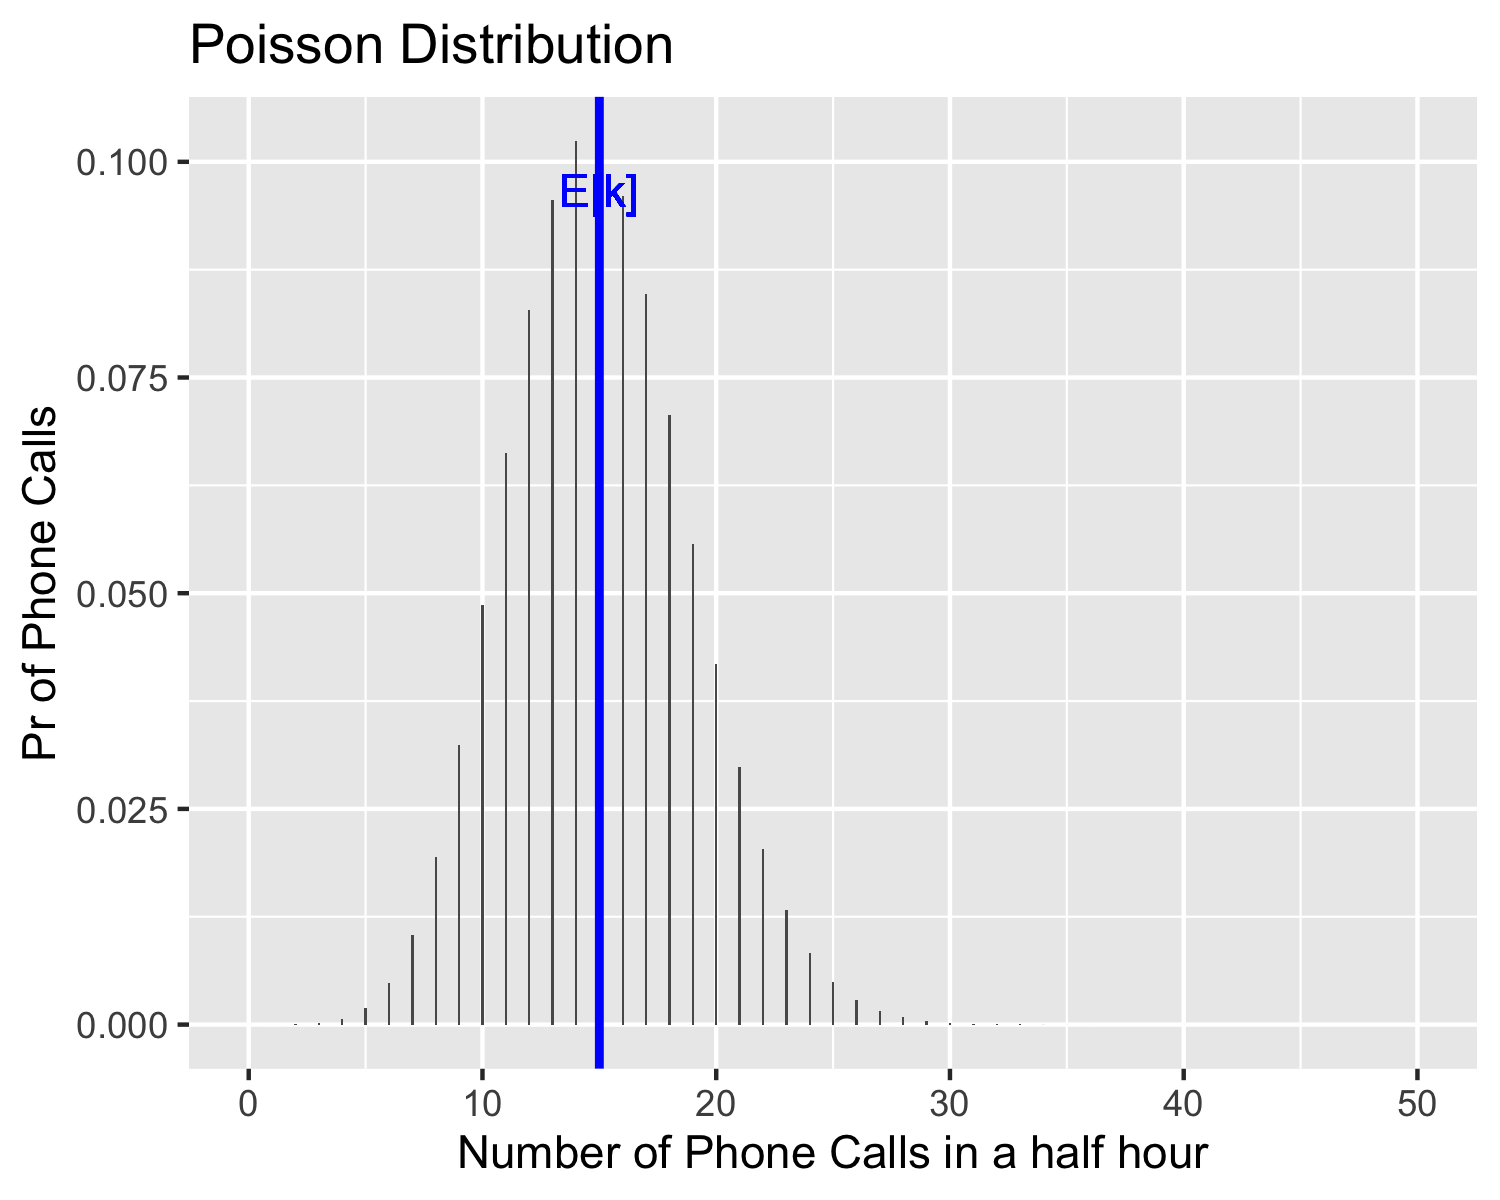 Poisson Distribution
E[k]
0.100
0.075
0.050
0.025
0.000
Pr of Phone Calls
0 10 20 30 40 50
Number of Phone Calls in a half hour